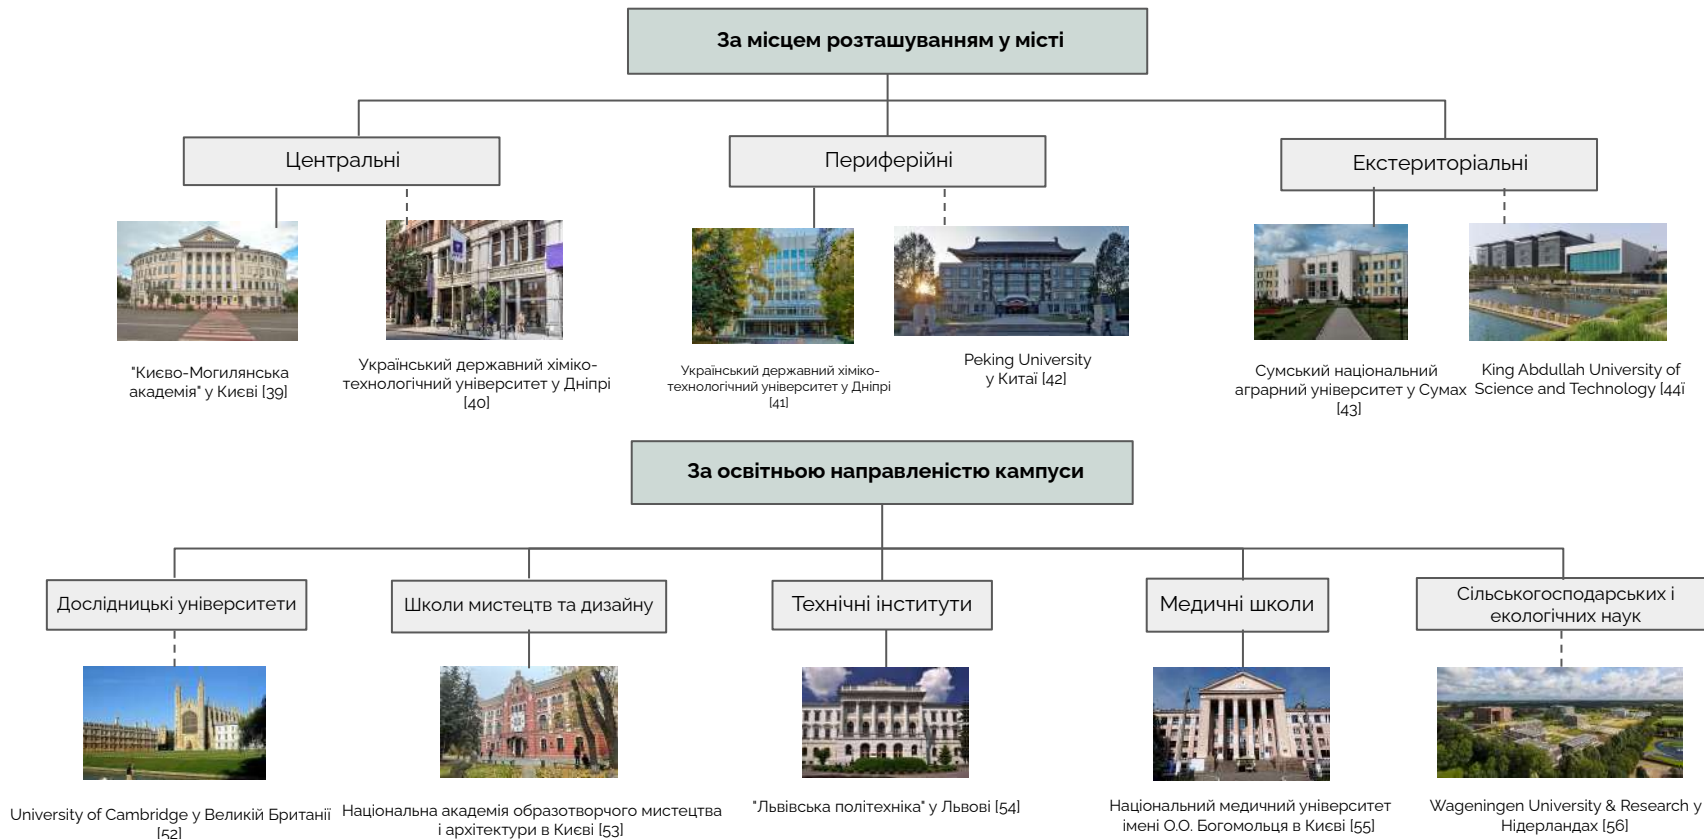 За місцем розташуванням у місті
Центральні
Периферійні
Екстериторіальні
"Києво-Могилянська
академія" у Києві [39]
Український державний хіміко-
технологічний університет у Дніпрі
[40]
Український державний хіміко-
технологічний університет у Дніпрі
[41]
Peking University
у Китаї [42]
Сумський національний
аграрний університет у Сумах
[43]
King Abdullah University of
Science and Technology [44ї
За освітньою направленістю кампуси
Дослідницькі університети
Школи мистецтв та дизайну
Технічні інститути
Медичні школи
Сільськогосподарських і
екологічних наук
University of Cambridge у Великій Британії
[52]
Національна академія образотворчого мистецтва
і архітектури в Києві [53]
"Львівська політехніка" у Львові [54]
Національний медичний університет
імені О.О. Богомольця в Києві [55]
Wageningen University & Research у
Нідерландах [56]